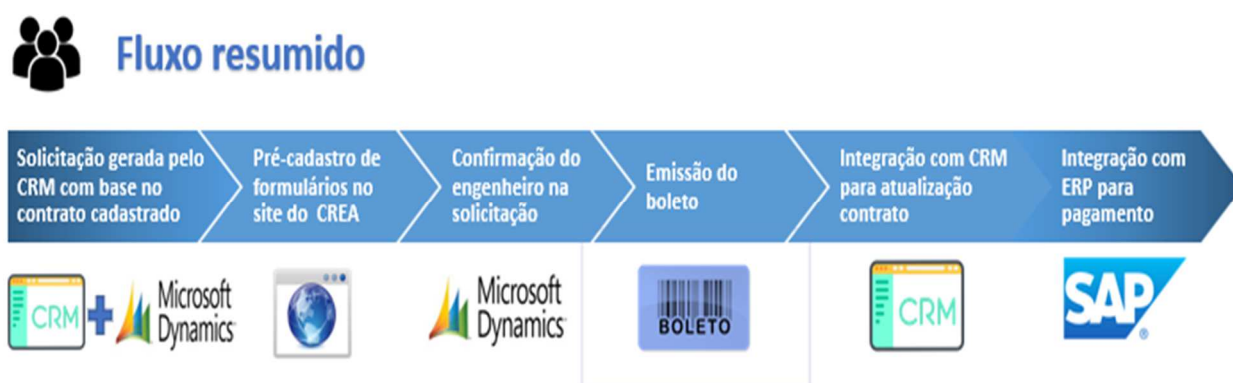 Fluxo resumido
Solicitação gerada pelo
CRM com base no
contrato cadastrado
Pré-cadastro de
formulários no
site do CREA
Confirmação do
engenheiro na
solicitação
Emissão do
boleto
Integração com CRM
para atualização
contrato
Integração com
ERP para
pagamento
CRM
Microsoft
Dynamics
Microsoft
Dynamics
BOLETO
CRM
SAP